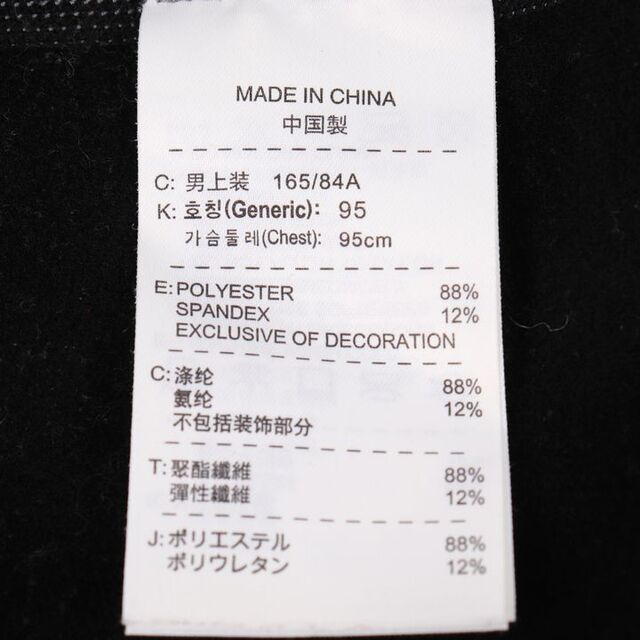 MADE IN CHINA
中国製
C: 男上装 165/84A
K: 호칭(Generic): 95
가슴둘레(Chest): 95cm
E: POLYESTER 88%
SPANDEX 12%
EXCLUSIVE OF DECORATION
C: 涤纶 88%
氨纶 12%
不包括装饰部分
T: 聚酯纖維 88%
彈性纖維 12%
J: ポリエステル 88%
ポリウレタン 12%